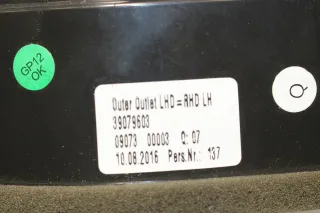 GP12
OK
Outer Outlet LHD = RHD LH
39079603
09073 00003 Q: 07
10.08.2016 Pers.Nr.: 137
Q